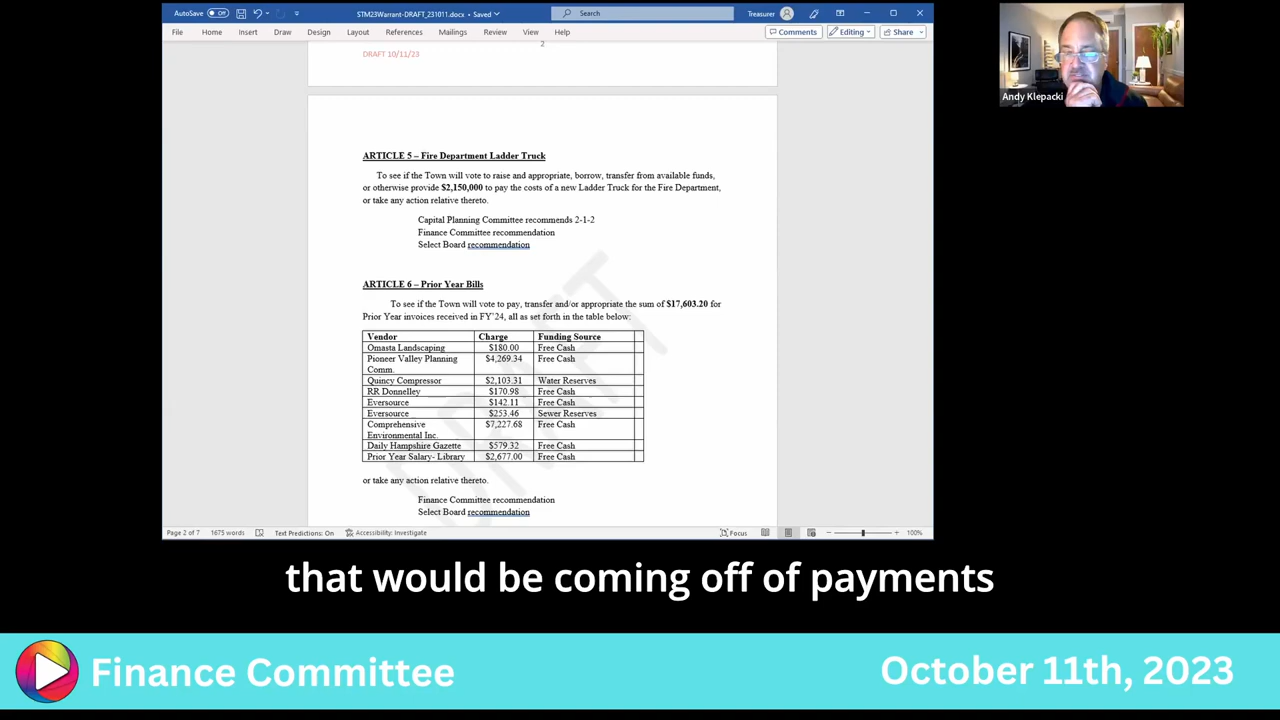 AutoSave Off
STM23Warrant-DRAFT_231011.docx • Saved
Search
Treasurer
File Home Insert Draw Design Layout References Mailings Review View Help
Comments Editing Share
2
DRAFT 10/11/23
ARTICLE 5 – Fire Department Ladder Truck
To see if the Town will vote to raise and appropriate, borrow, transfer from available funds,
or otherwise provide $2,150,000 to pay the costs of a new Ladder Truck for the Fire Department,
or take any action relative thereto.
Capital Planning Committee recommends 2-1-2
Finance Committee recommendation
Select Board recommendation
ARTICLE 6 – Prior Year Bills
To see if the Town will vote to pay, transfer and/or appropriate the sum of $17,603.20 for
Prior Year invoices received in FY'24, all as set forth in the table below:
Vendor Charge Funding Source
Omasta Landscaping $180.00 Free Cash
Pioneer Valley Planning $4,269.34 Free Cash
Comm.
Quincy Compressor $2,103.31 Water Reserves
RR Donnelley $170.98 Free Cash
Eversource $142.11 Free Cash
Eversource $253.46 Sewer Reserves
Comprehensive $7,227.68 Free Cash
Environmental Inc.
Daily Hampshire Gazette $579.32 Free Cash
Prior Year Salary- Library $2,677.00 Free Cash
or take any action relative thereto.
Finance Committee recommendation
Select Board recommendation
DRAFT
Page 2 of 7 1675 words Text Predictions: On Accessibility: Investigate Focus 100%
Andy Klepacki
that would be coming off of payments
Finance Committee
October 11th, 2023